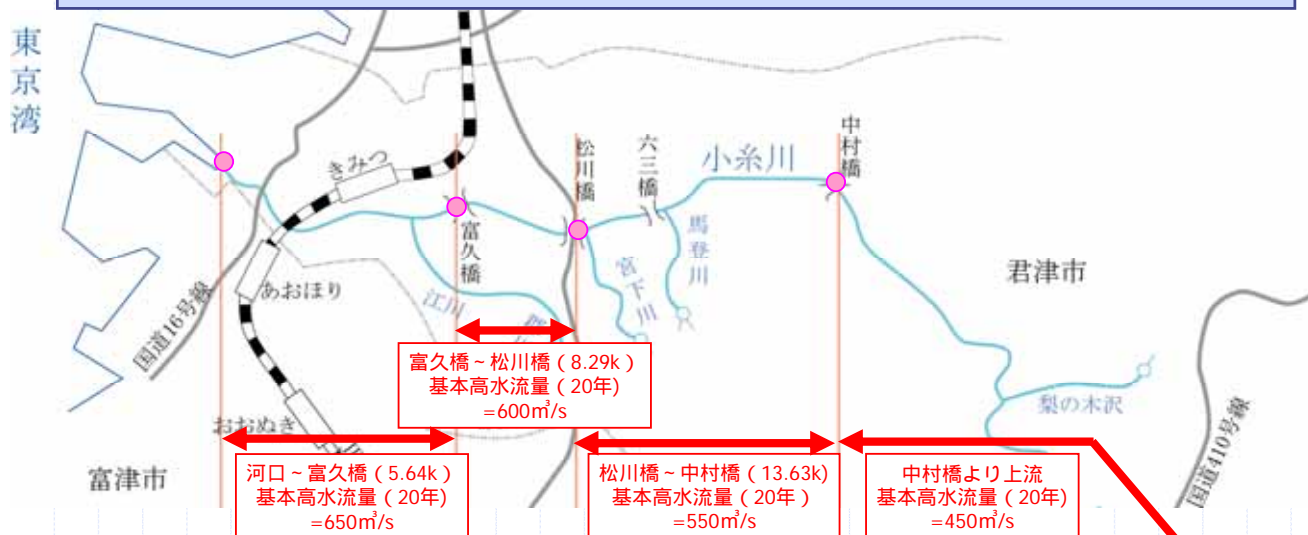 東京湾
きみつ
富久橋
松川橋
六三橋
小糸川
中村橋
馬登川
宮下川
江川
君津市
あおほり
国道16号線
おおぬき
富津市
梨の木沢
国道410号線
富久橋～松川橋(8.29k)
基本高水流量(20年)
=600㎥/s
河口～富久橋(5.64k)
基本高水流量(20年)
=650㎥/s
松川橋～中村橋(13.63k)
基本高水流量(20年)
=550㎥/s
中村橋より上流
基本高水流量(20年)
=450㎥/s